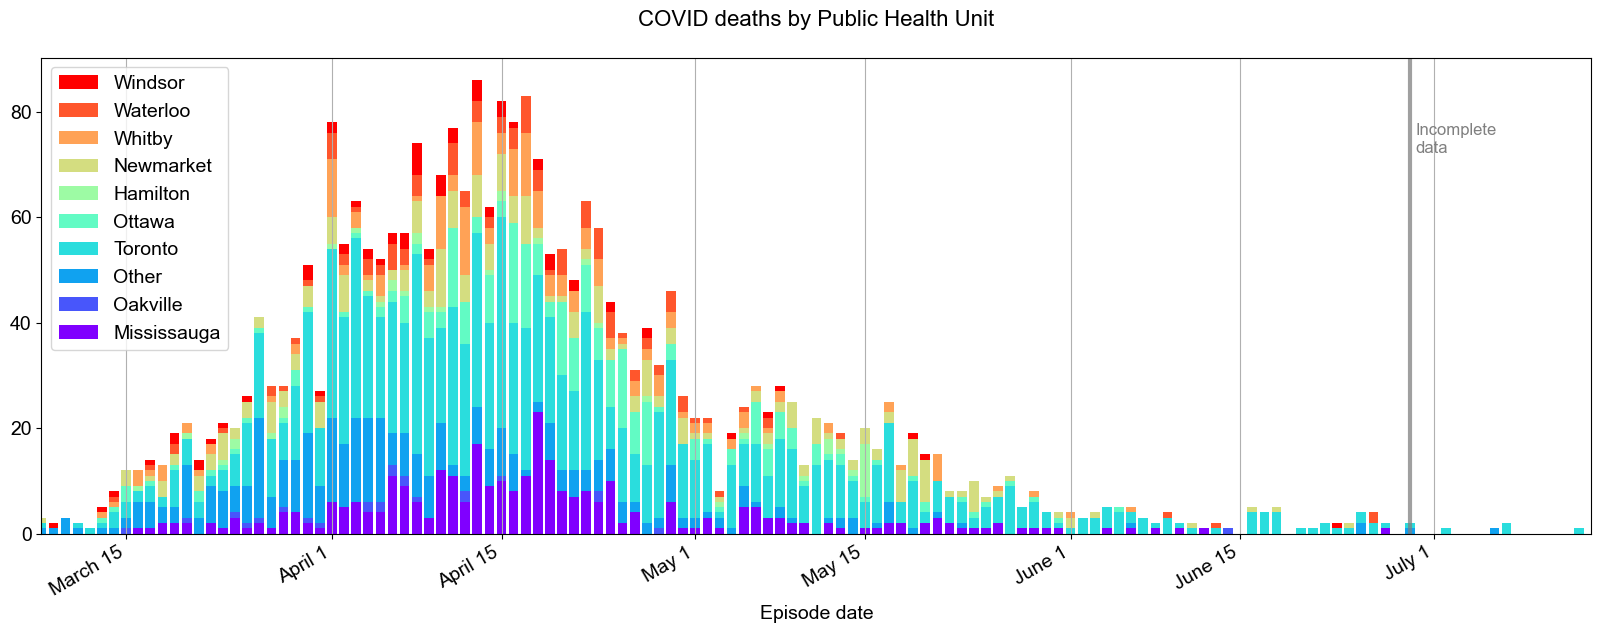 COVID deaths by Public Health Unit
Windsor
Waterloo
Whitby
Newmarket
Hamilton
Ottawa
Toronto
Other
Oakville
Mississauga
Incomplete
data
80
60
40
20
0
March 15
April 1
April 15
May 1
May 15
June 1
June 15
July 1
Episode date